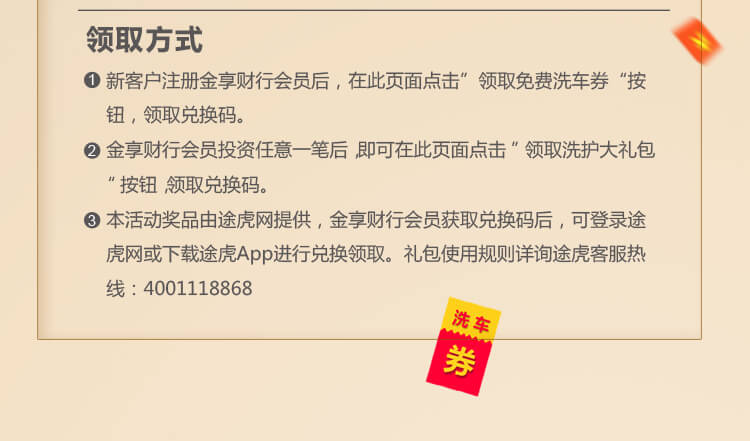 领取方式
❶ 新客户注册金享财行会员后，在此页面点击”领取免费洗车券“按
钮，领取兑换码。
❷ 金享财行会员投资任意一笔后，即可在此页面点击”领取洗护大礼包
“按钮，领取兑换码。
❸ 本活动奖品由途虎网提供，金享财行会员获取兑换码后，可登录途
虎网或下载途虎App进行兑换领取。礼包使用规则详询途虎客服热
线：4001118868
洗车
券